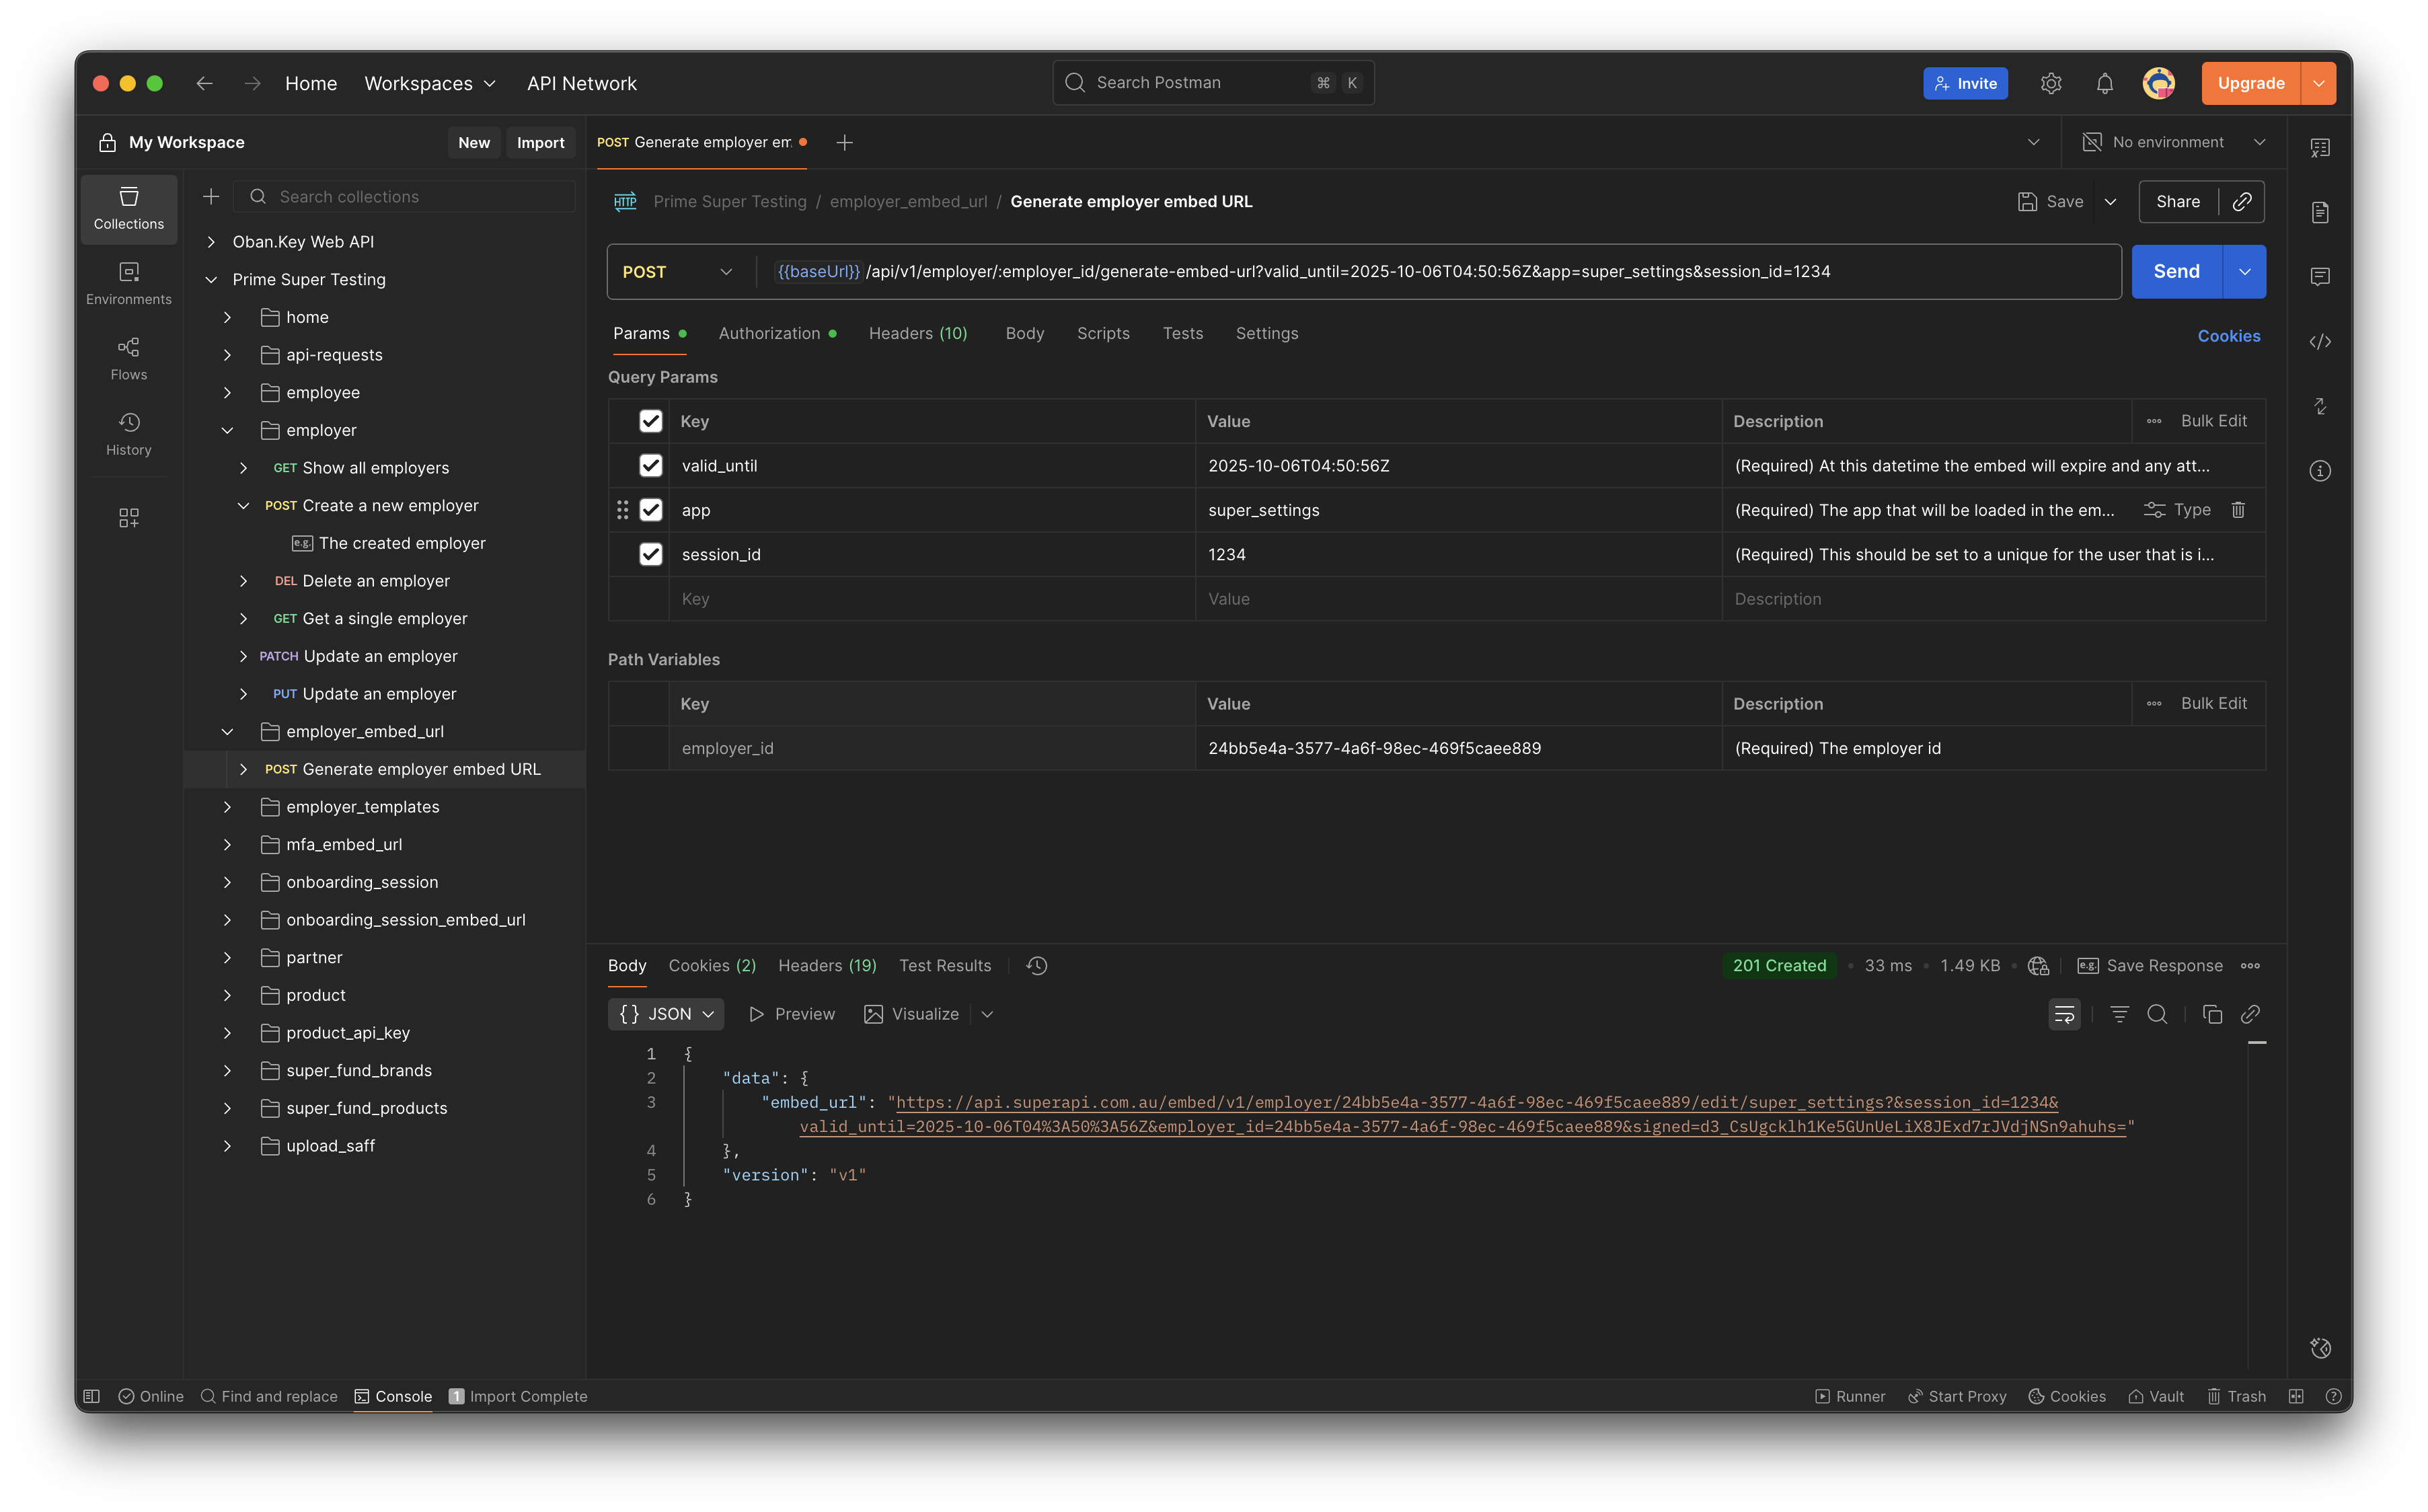 Home Workspaces API Network Search Postman ⌘ K Invite Upgrade
My Workspace New Import
POST Generate employer em No environment
Collections
Environments
Flows
History
Search collections
Oban.Key Web API
Prime Super Testing
home
api-requests
employee
employer
GET Show all employers
POST Create a new employer
e.g. The created employer
DEL Delete an employer
GET Get a single employer
PATCH Update an employer
PUT Update an employer
employer_embed_url
POST Generate employer embed URL
employer_templates
mfa_embed_url
onboarding_session
onboarding_session_embed_url
partner
product
product_api_key
super_fund_brands
super_fund_products
upload_saff
HTTP Prime Super Testing / employer_embed_url / Generate employer embed URL Save Share
POST {{baseUrl}} /api/v1/employer/:employer_id/generate-embed-url?valid_until=2025-10-06T04:50:56Z&app=super_settings&session_id=1234 Send
Params Authorization Headers (10) Body Scripts Tests Settings Cookies
Query Params
Key Value Description Bulk Edit
valid_until 2025-10-06T04:50:56Z (Required) At this datetime the embed will expire and any att...
app super_settings (Required) The app that will be loaded in the em... Type
session_id 1234 (Required) This should be set to a unique for the user that is i...
Key Value Description
Path Variables
Key Value Description Bulk Edit
employer_id 24bb5e4a-3577-4a6f-98ec-469f5caee889 (Required) The employer id
Body Cookies (2) Headers (19) Test Results 201 Created 33 ms 1.49 KB e.g. Save Response
{} JSON Preview Visualize
1 {
2 "data": {
3 "embed_url": "https://api.superapi.com.au/embed/v1/employer/24bb5e4a-3577-4a6f-98ec-469f5caee889/edit/super_settings?&session_id=1234&
valid_until=2025-10-06T04%3A50%3A56Z&employer_id=24bb5e4a-3577-4a6f-98ec-469f5caee889&signed=d3_CsUgcklh1Ke5GUnUeLiX8JExd7rJVdjNSn9ahuhs="
4 },
5 "version": "v1"
6 }
Online Find and replace Console 1 Import Complete Runner Start Proxy Cookies Vault Trash